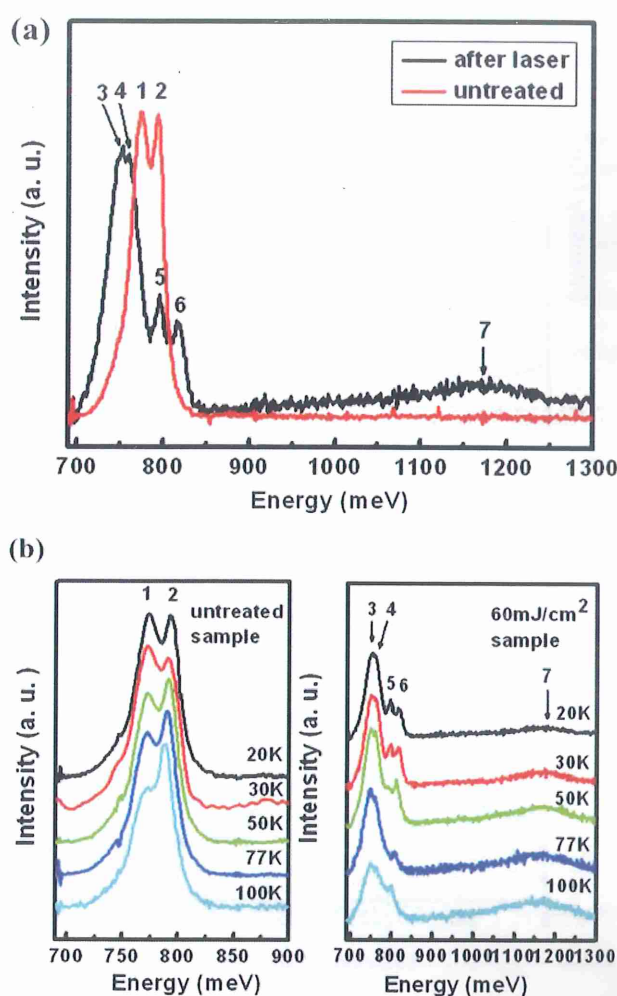 (a)
after laser
untreated
3 4 1 2
5
6
7
Intensity (a. u.)
700 800 900 1000 1100 1200 1300
Energy (meV)
(b)
1 2
untreated
sample
20K
30K
50K
77K
100K
Intensity (a. u.)
700 750 800 850 900
Energy (meV)
3 4
60mJ/cm²
sample
5 6
7
20K
30K
50K
77K
100K
Intensity (a. u.)
700 800 900 1000 1100 1200 1300
Energy (meV)